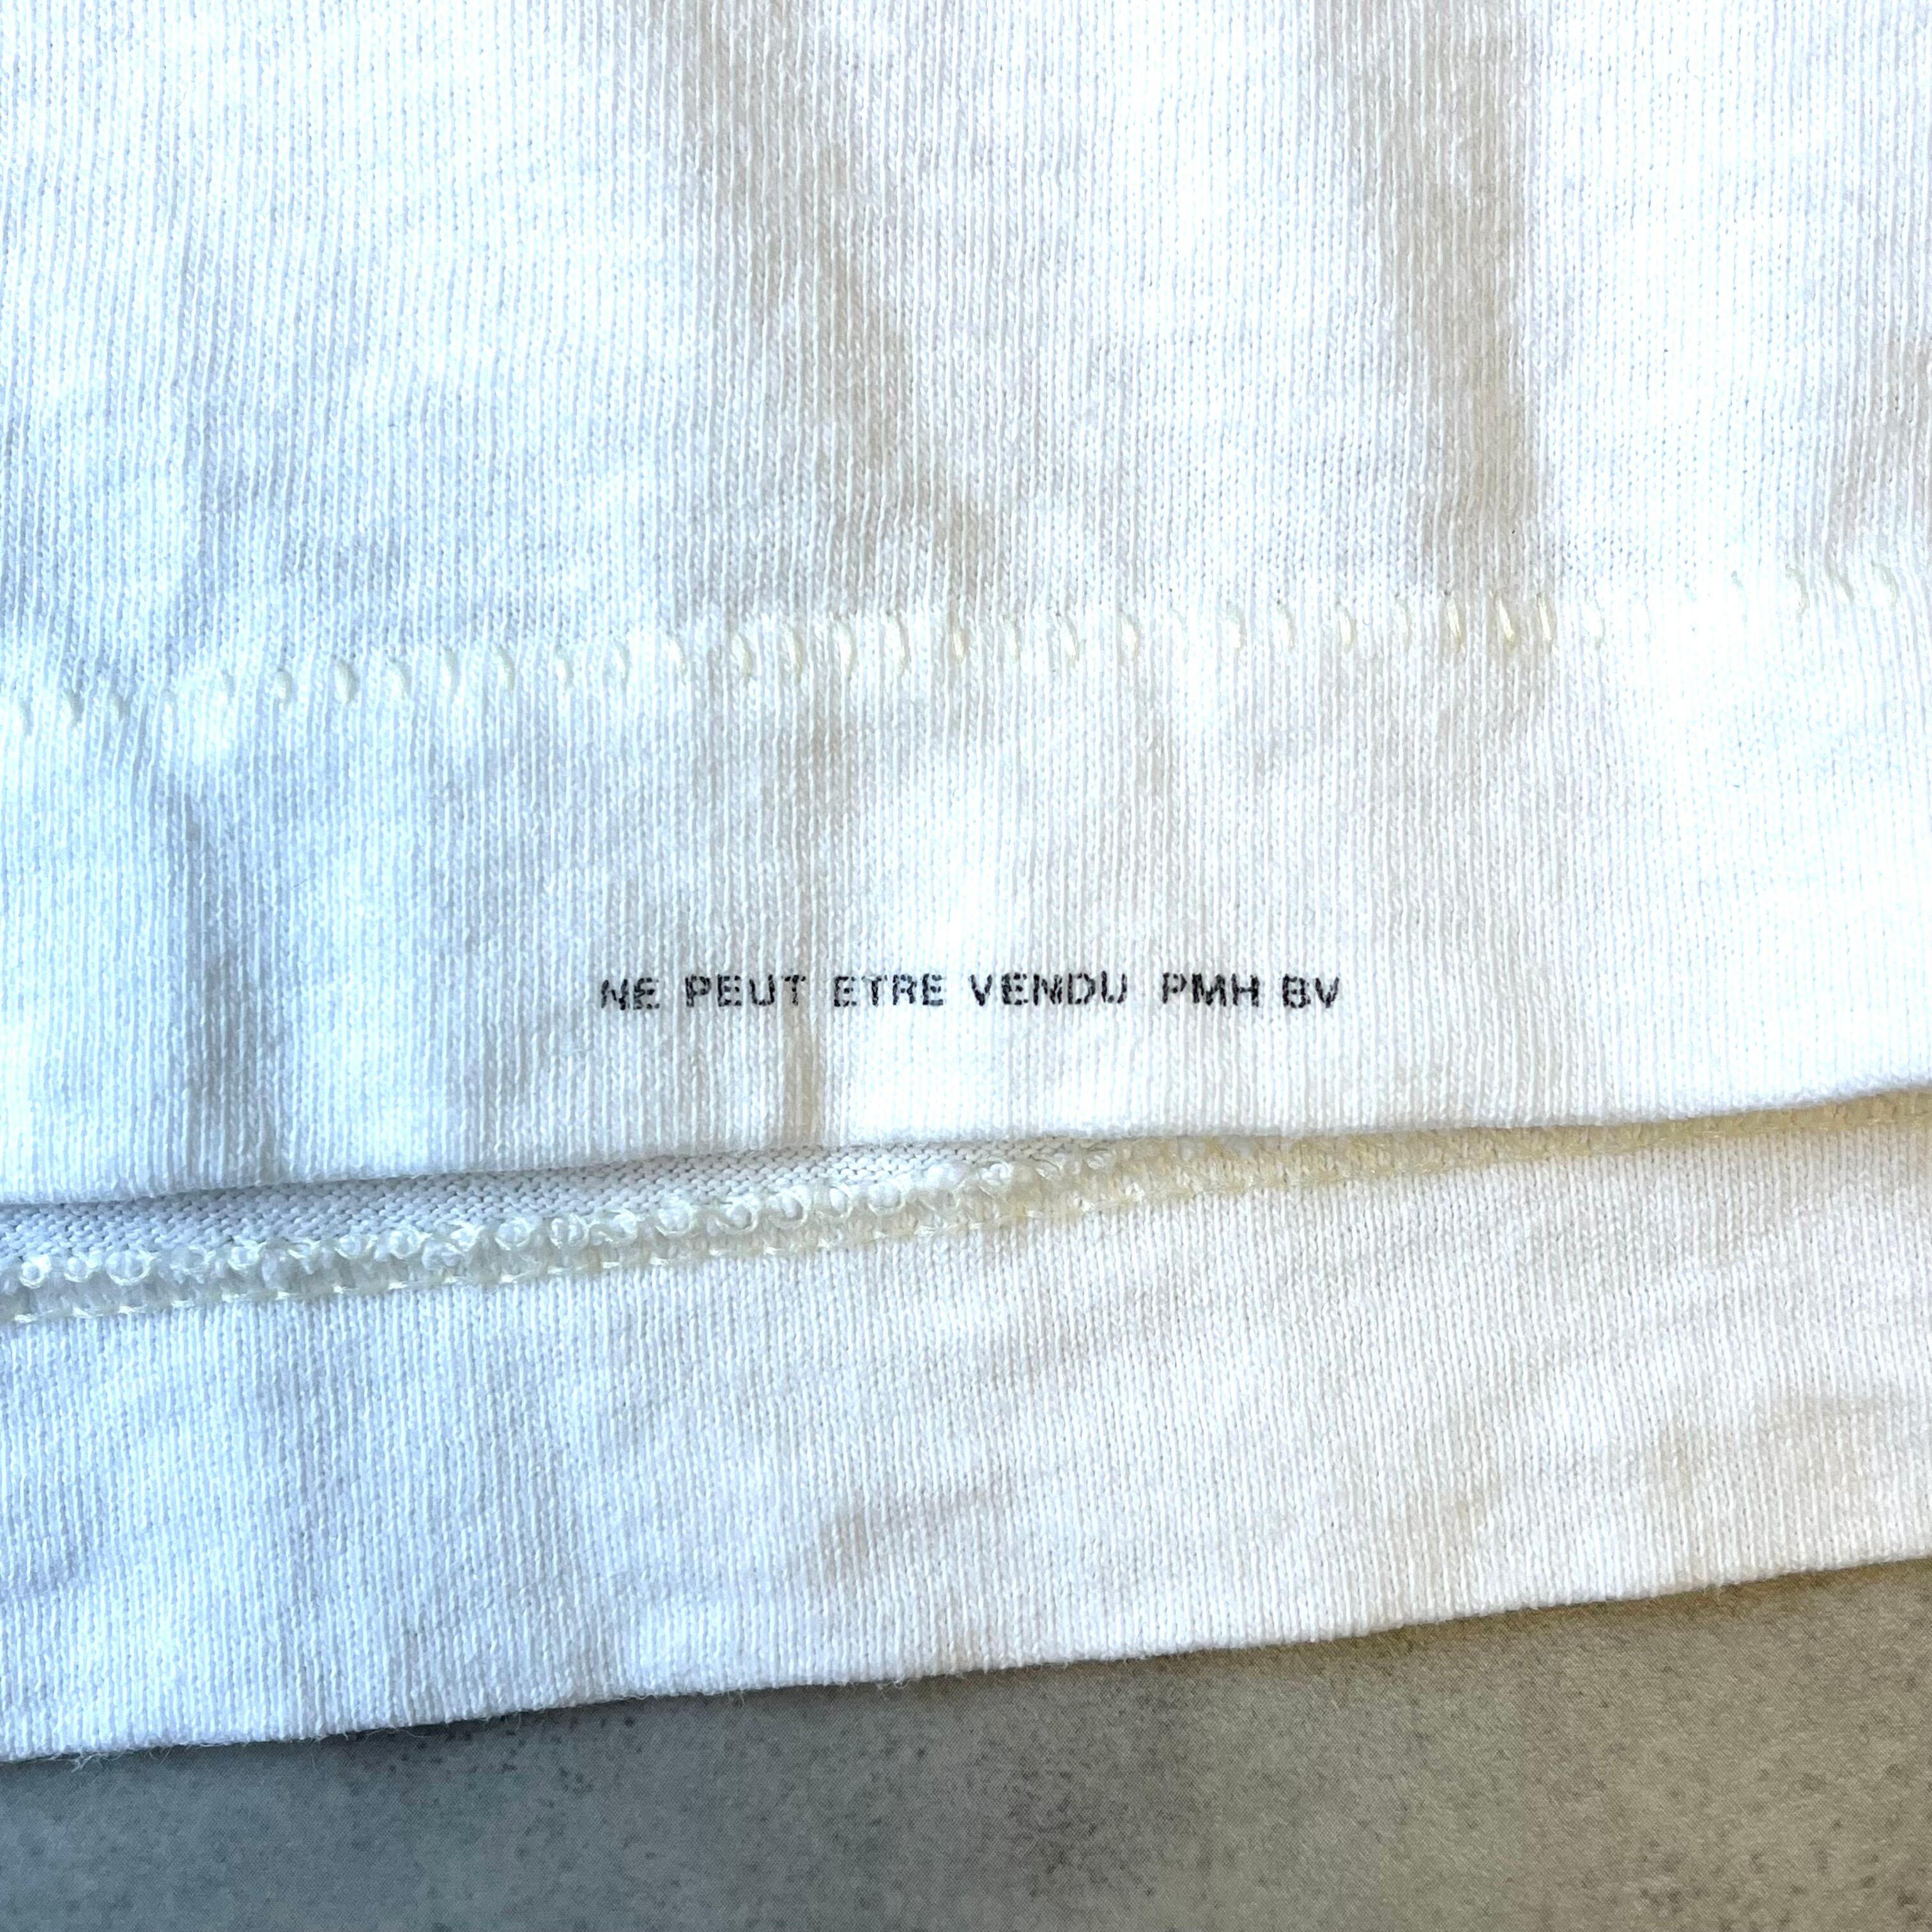 NE PEUT ETRE VENDU PMH BV